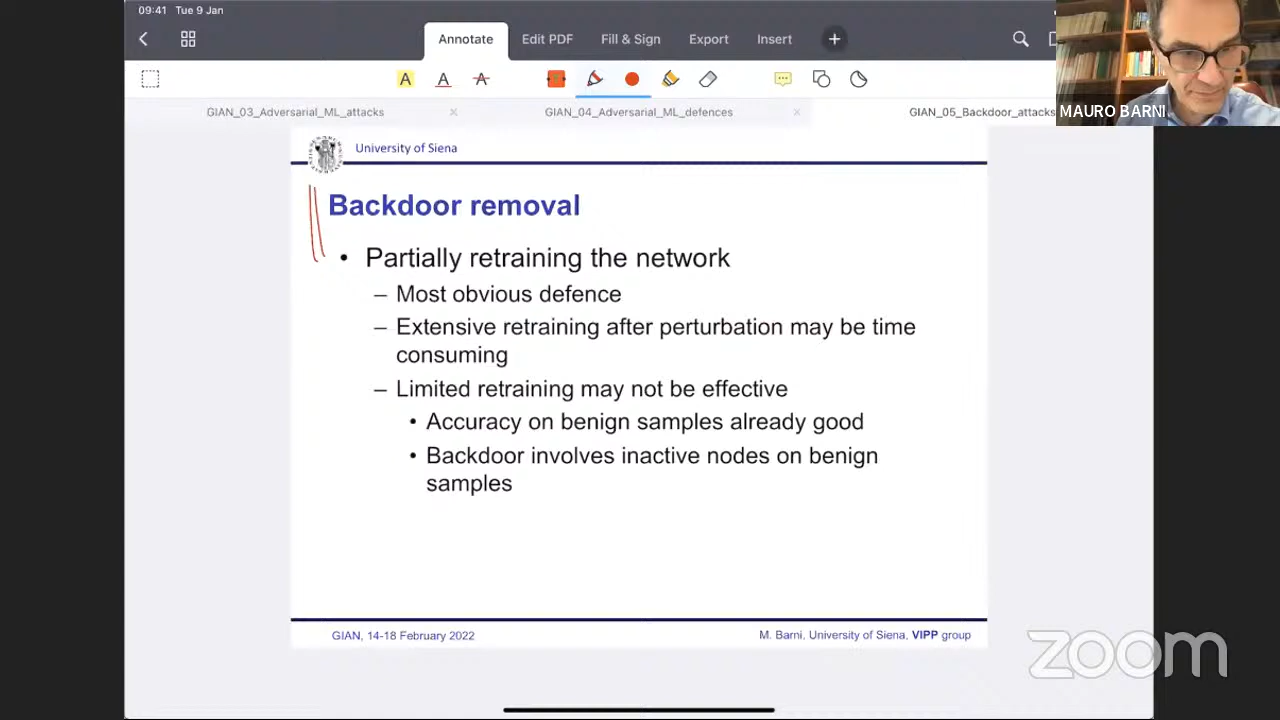 09:41 Tue 9 Jan
Annotate Edit PDF Fill & Sign Export Insert
A A A
GIAN_03_Adversarial_ML_attacks GIAN_04_Adversarial_ML_defences GIAN_05_Backdoor_attacks
MAURO BARNI
University of Siena
Backdoor removal
• Partially retraining the network
– Most obvious defence
– Extensive retraining after perturbation may be time
consuming
– Limited retraining may not be effective
• Accuracy on benign samples already good
• Backdoor involves inactive nodes on benign
samples
GIAN, 14-18 February 2022 M. Barni, University of Siena, VIPP group
zoom